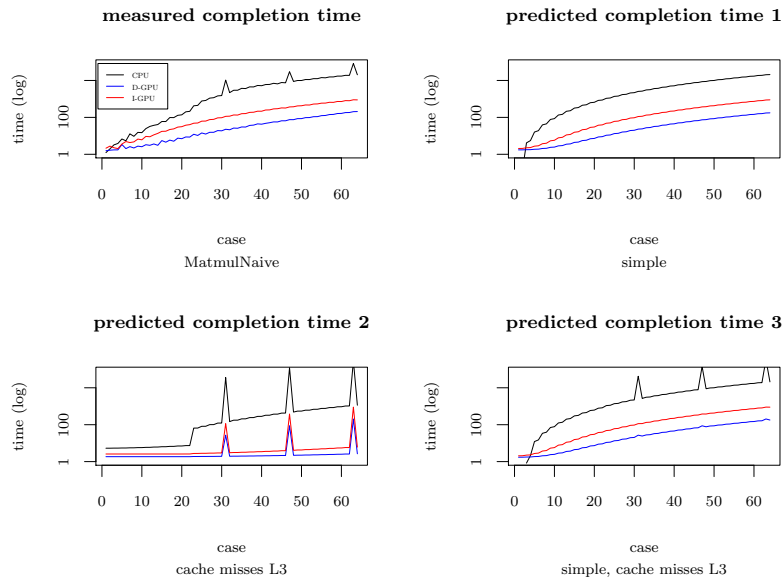 measured completion time
time (log)
100
1
CPU
D-GPU
I-GPU
0 10 20 30 40 50 60
case
MatmulNaive
predicted completion time 1
time (log)
100
1
0 10 20 30 40 50 60
case
simple
predicted completion time 2
time (log)
100
1
0 10 20 30 40 50 60
case
cache misses L3
predicted completion time 3
time (log)
100
1
0 10 20 30 40 50 60
case
simple, cache misses L3